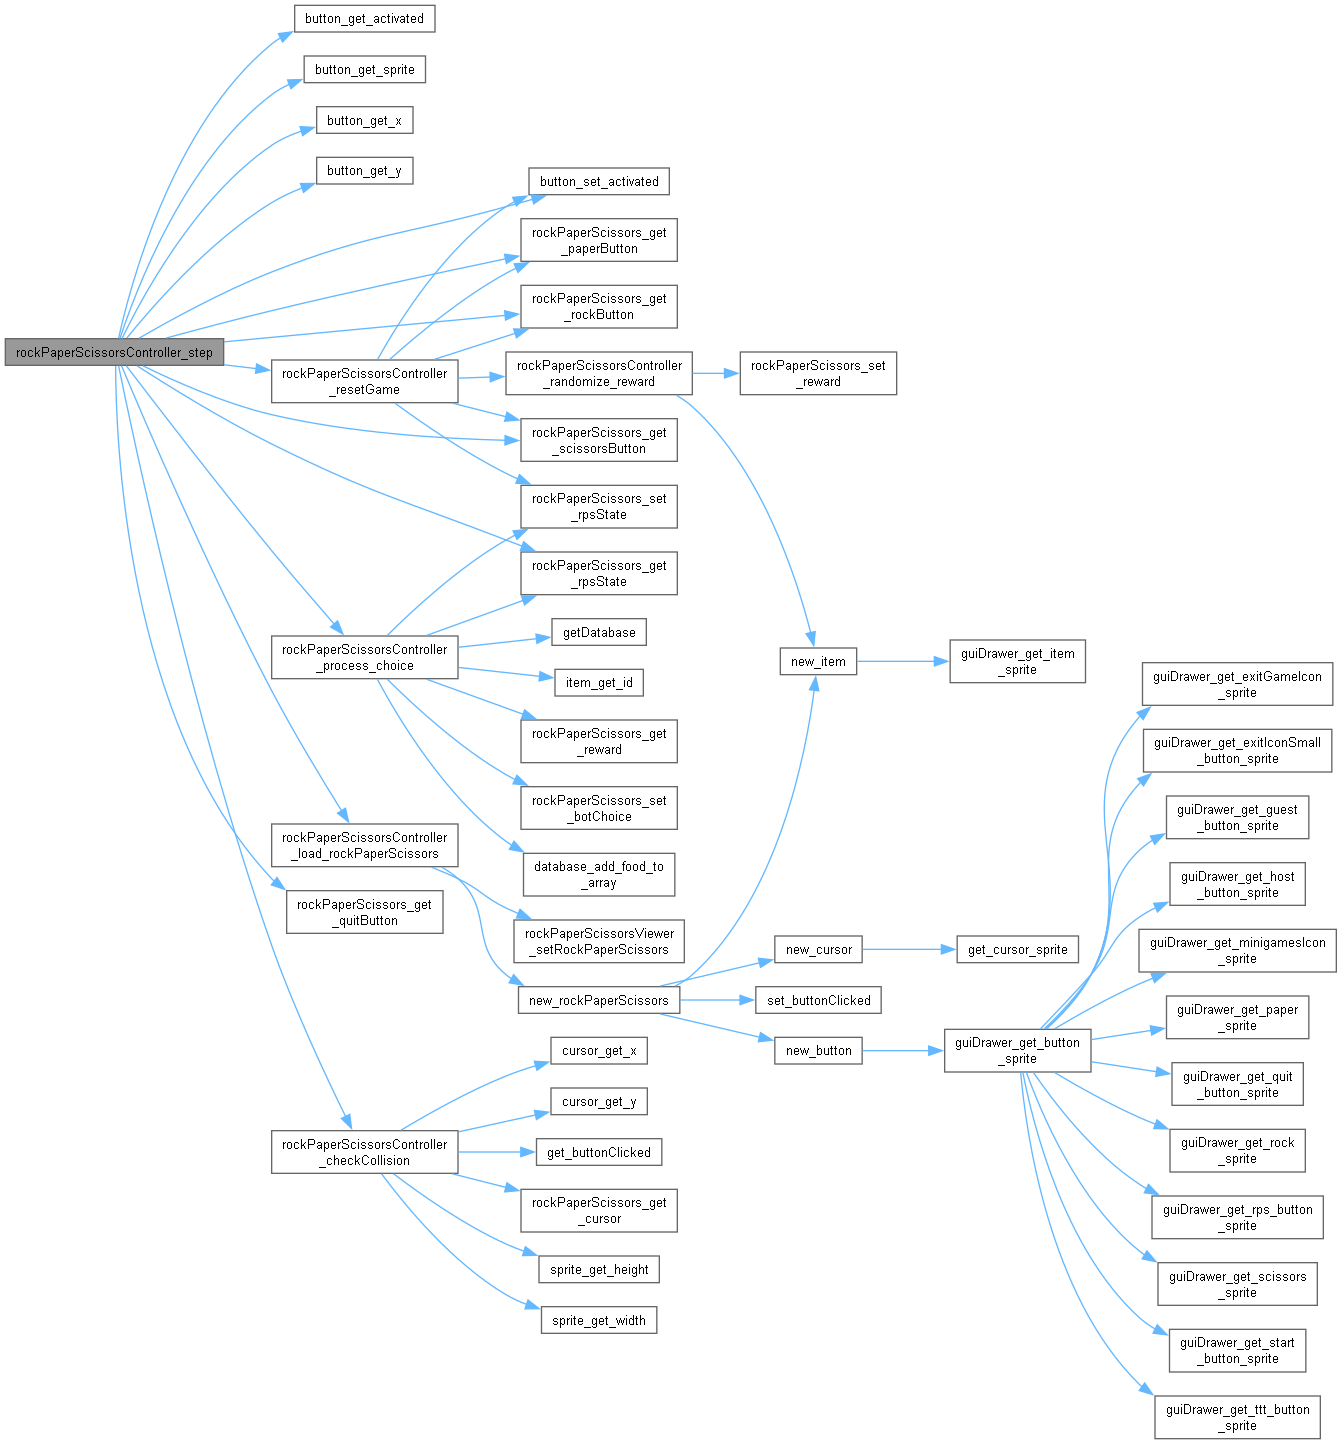 button_get_activated
button_get_sprite
button_get_x
button_get_y
rockPaperScissorsController_step
rockPaperScissorsController
_resetGame
rockPaperScissorsController
_process_choice
rockPaperScissorsController
_load_rockPaperScissors
rockPaperScissors_get
_quitButton
rockPaperScissorsController
_checkCollision
button_set_activated
rockPaperScissors_get
_paperButton
rockPaperScissors_get
_rockButton
rockPaperScissorsController
_randomize_reward
rockPaperScissors_get
_scissorsButton
rockPaperScissors_set
_rpsState
rockPaperScissors_get
_rpsState
getDatabase
item_get_id
rockPaperScissors_get
_reward
rockPaperScissors_set
_botChoice
database_add_food_to
_array
rockPaperScissorsViewer
_setRockPaperScissors
new_rockPaperScissors
cursor_get_x
cursor_get_y
get_buttonClicked
rockPaperScissors_get
_cursor
sprite_get_height
sprite_get_width
rockPaperScissors_set
_reward
new_item
new_cursor
set_buttonClicked
new_button
guiDrawer_get_item
_sprite
get_cursor_sprite
guiDrawer_get_button
_sprite
guiDrawer_get_exitGameIcon
_sprite
guiDrawer_get_exitIconSmall
_button_sprite
guiDrawer_get_guest
_button_sprite
guiDrawer_get_host
_button_sprite
guiDrawer_get_minigamesIcon
_sprite
guiDrawer_get_paper
_sprite
guiDrawer_get_quit
_button_sprite
guiDrawer_get_rock
_sprite
guiDrawer_get_rps_button
_sprite
guiDrawer_get_scissors
_sprite
guiDrawer_get_start
_button_sprite
guiDrawer_get_ttt_button
_sprite